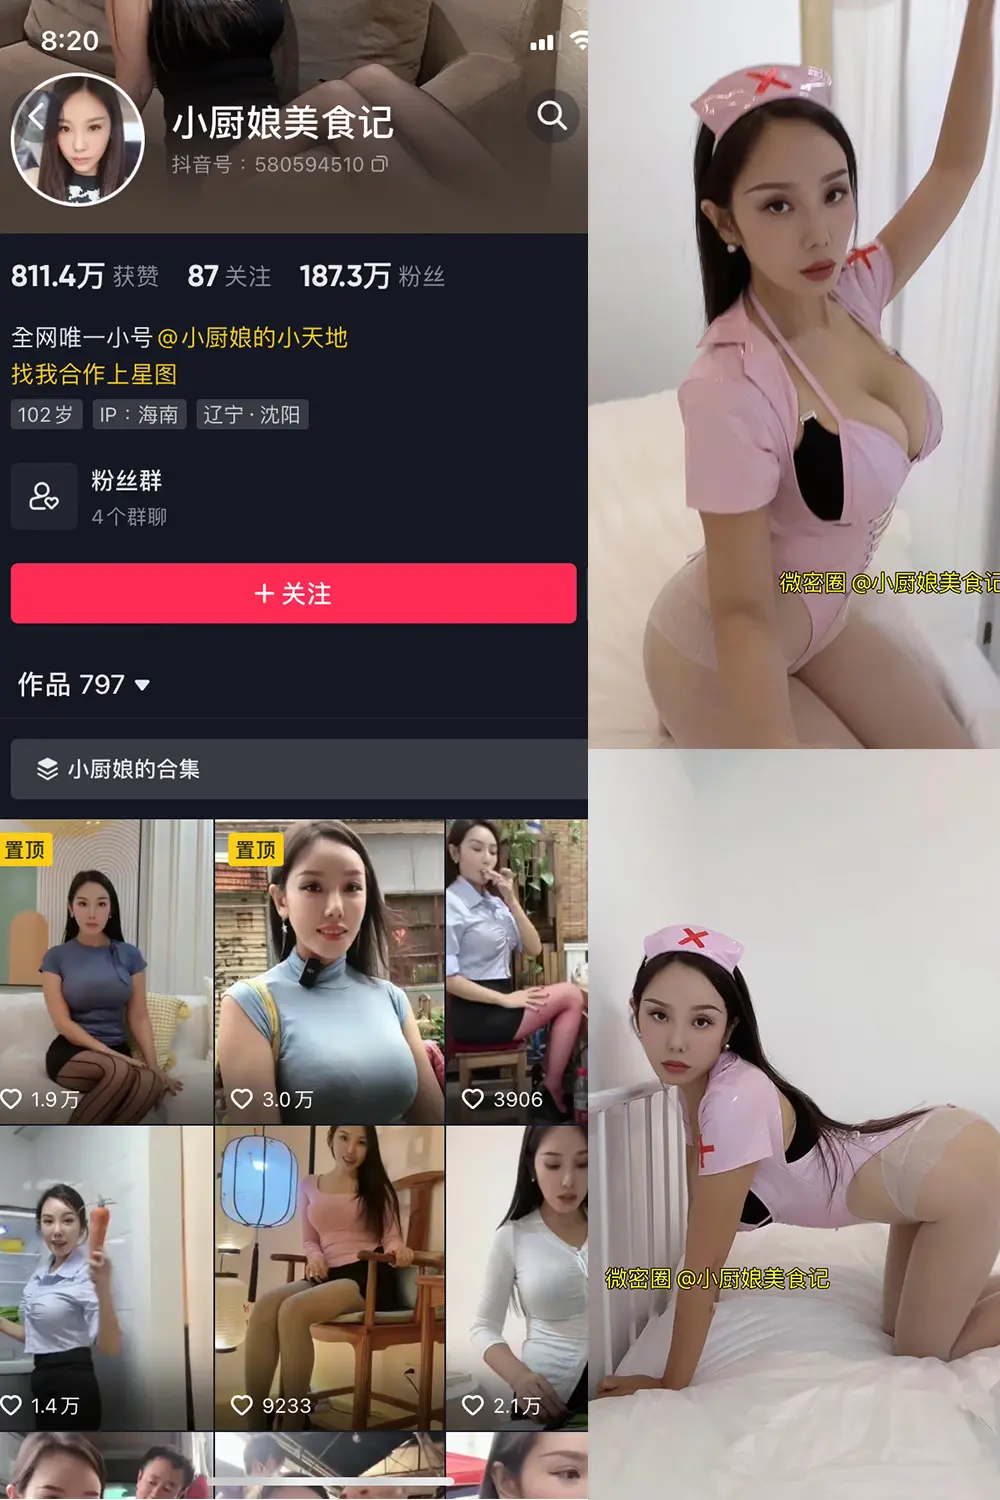 8:20
小厨娘美食记
抖音号：580594510
811.4万 获赞 87 关注 187.3万 粉丝
全网唯一小号@小厨娘的小天地
找我合作上星图
102岁 IP：海南 辽宁·沈阳
粉丝群
4个群聊
+ 关注
作品 797
小厨娘的合集
置顶
置顶
1.9万
3.0万
3906
1.4万
9233
2.1万
微密圈 @小厨娘美食记
微密圈 @小厨娘美食记